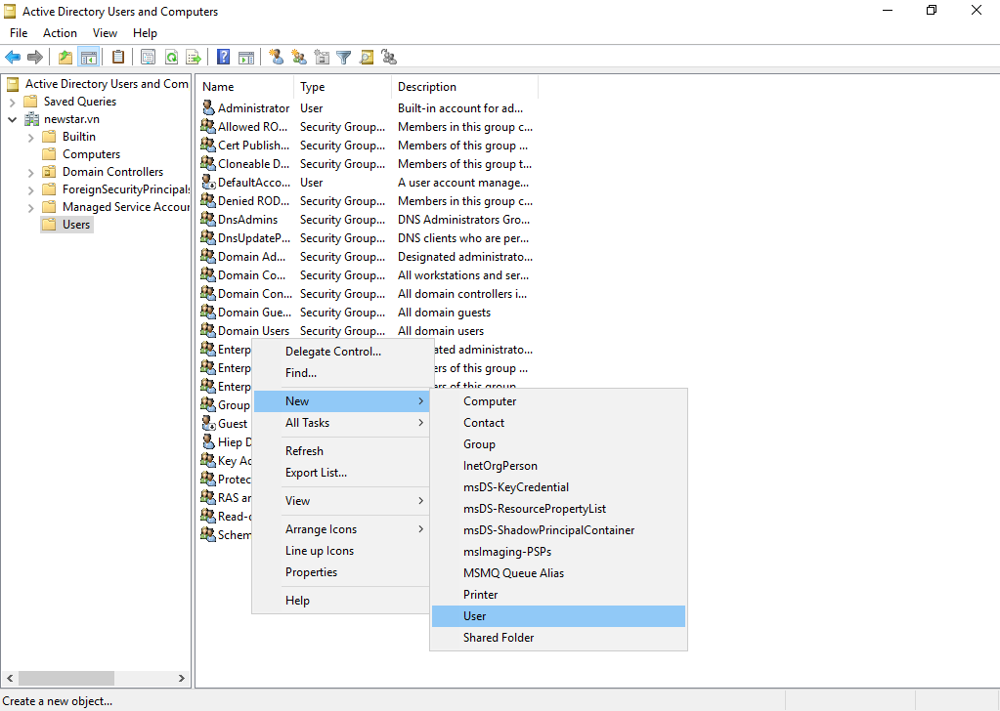 Active Directory Users and Computers
File Action View Help
Active Directory Users and Com
Saved Queries
newstar.vn
Builtin
Computers
Domain Controllers
ForeignSecurityPrincipals
Managed Service Accour
Users
Name Type Description
Administrator User Built-in account for ad...
Allowed RO... Security Group... Members in this group c...
Cert Publish... Security Group... Members of this group ...
Cloneable D... Security Group... Members of this group t...
DefaultAcco... User A user account manage...
Denied ROD... Security Group... Members in this group c...
DnsAdmins Security Group... DNS Administrators Gro...
DnsUpdateP... Security Group... DNS clients who are per...
Domain Ad... Security Group... Designated administrato...
Domain Co... Security Group... All workstations and ser...
Domain Con... Security Group... All domain controllers i...
Domain Gue... Security Group... All domain guests
Domain Users Security Group... All domain users
Enterp ated administrato...
Enterp ers of this group ...
Enterp ers of this group
Group
Guest
Hiep D
Key Ad
Protec
RAS ar
Read-o
Schem
Delegate Control...
Find...
New
All Tasks
Refresh
Export List...
View
Arrange Icons
Line up Icons
Properties
Help
Computer
Contact
Group
InetOrgPerson
msDS-KeyCredential
msDS-ResourcePropertyList
msDS-ShadowPrincipalContainer
msImaging-PSPs
MSMQ Queue Alias
Printer
User
Shared Folder
Create a new object...